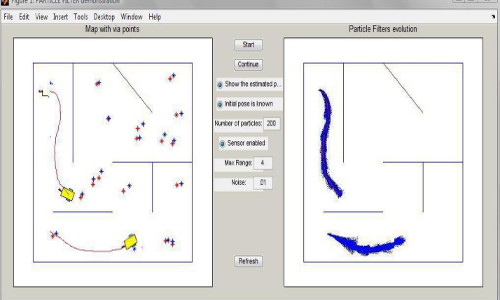 Figure 1: PARTICLE FILTER demonstration
File Edit View Insert Tools Desktop Window Help
Map with via points
Particle Filters evolution
Start
Continue
Show the estimated p...
Initial pose is known
Number of particles: 200
Sensor enabled
Max Range: 4
Noise: .01
Refresh